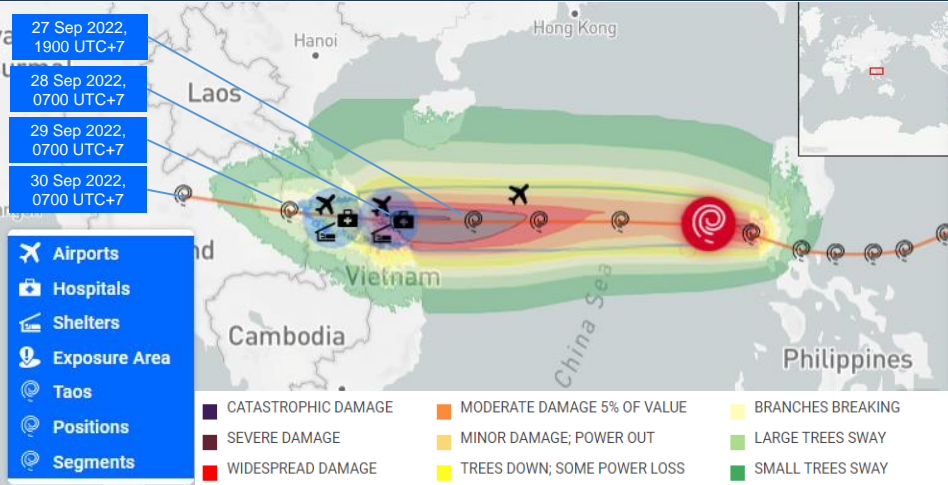 27 Sep 2022,
1900 UTC+7
28 Sep 2022,
0700 UTC+7
29 Sep 2022,
0700 UTC+7
30 Sep 2022,
0700 UTC+7
Hanoi
Hong Kong
Laos
Vietnam
Cambodia
China Sea
Philippines
nd
Airports
Hospitals
Shelters
Exposure Area
Taos
Positions
Segments
CATASTROPHIC DAMAGE
SEVERE DAMAGE
WIDESPREAD DAMAGE
MODERATE DAMAGE 5% OF VALUE
MINOR DAMAGE; POWER OUT
TREES DOWN; SOME POWER LOSS
BRANCHES BREAKING
LARGE TREES SWAY
SMALL TREES SWAY